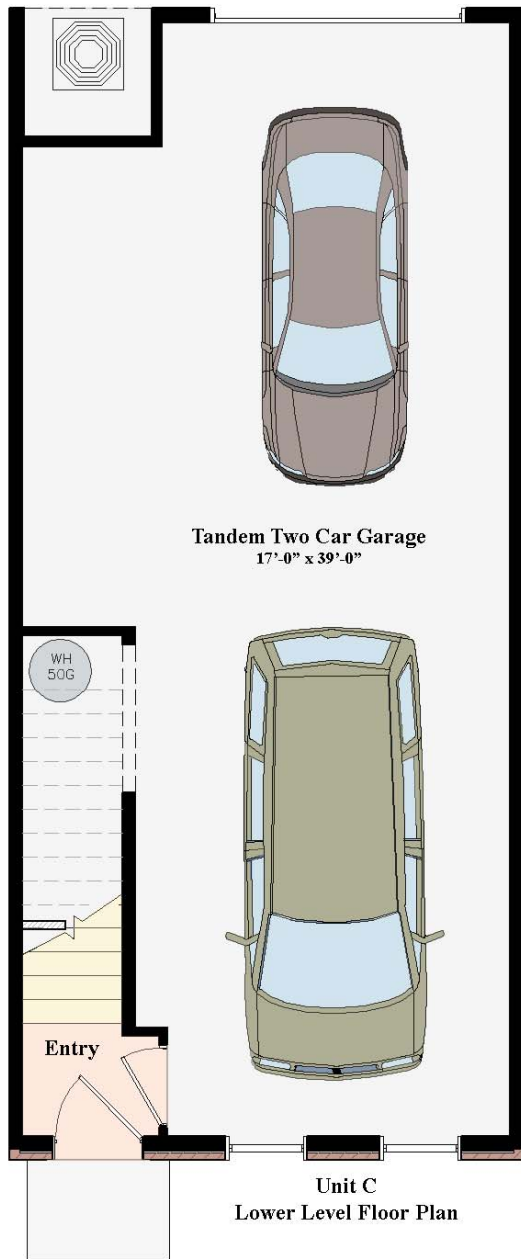 Tandem Two Car Garage
17’-0” x 39’-0”
WH
50G
Entry
Unit C
Lower Level Floor Plan